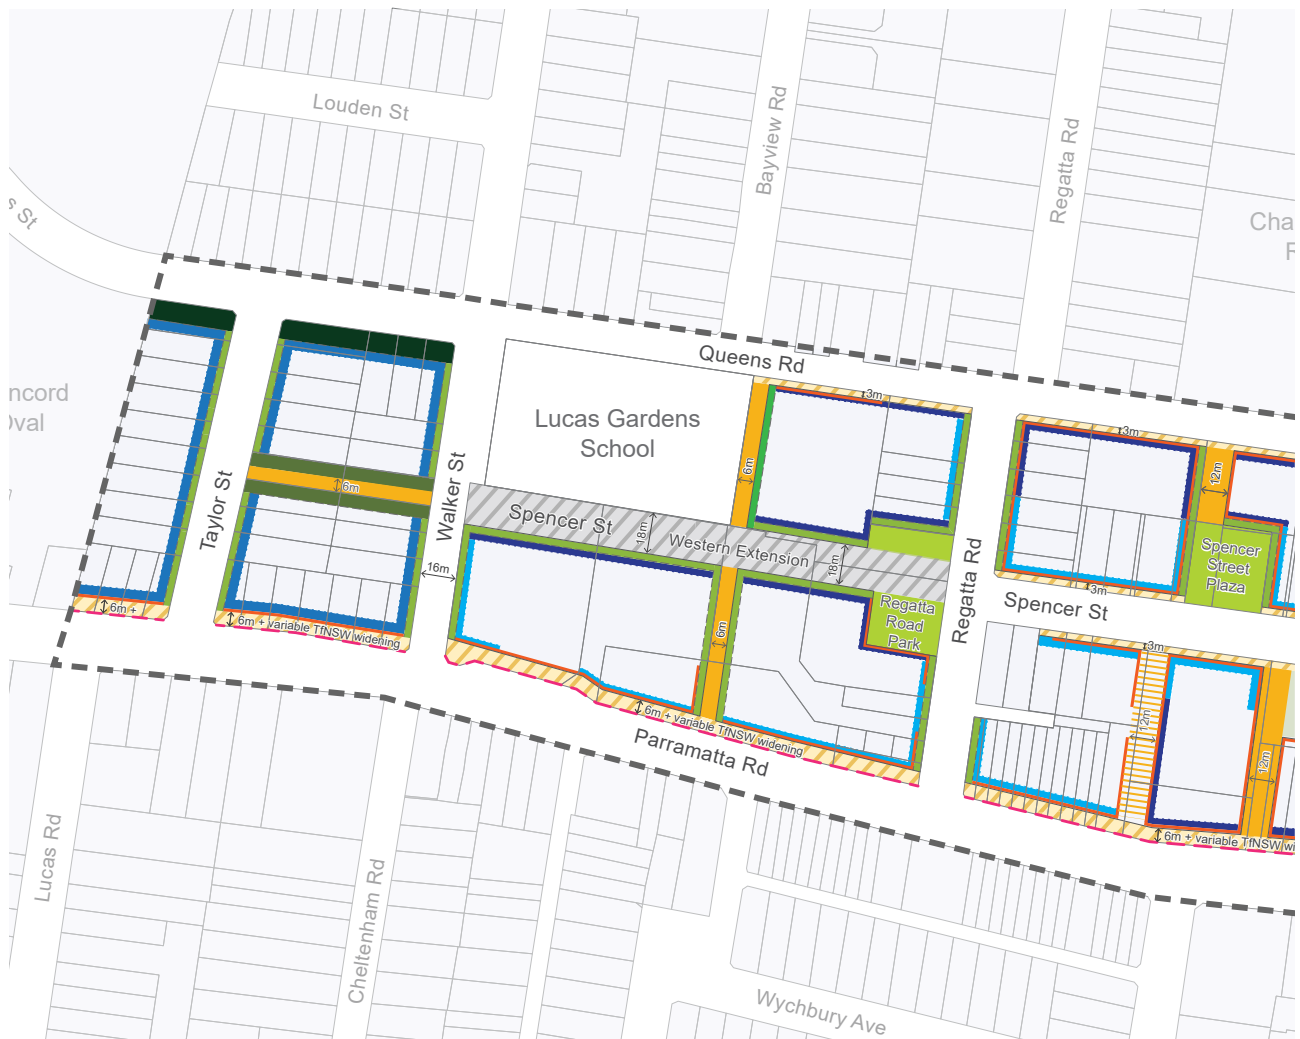 Louden St
Bayview Rd
Regatta Rd
s St
Cha
R
Queens Rd
ncord
Oval
Lucas Gardens
School
3m
3m
6m
12m
6m
Taylor St
Walker St
Spencer St
18m
Western Extension
18m
16m
Regatta Rd
Spencer
Street
Plaza
3m
Spencer St
Regatta
Road
Park
6m +
6m + variable TfNSW widening
6m
3m
6m + variable TfNSW widening
12m
12m
Parramatta Rd
6m + variable TfNSW wi
Lucas Rd
Cheltenham Rd
Wychbury Ave